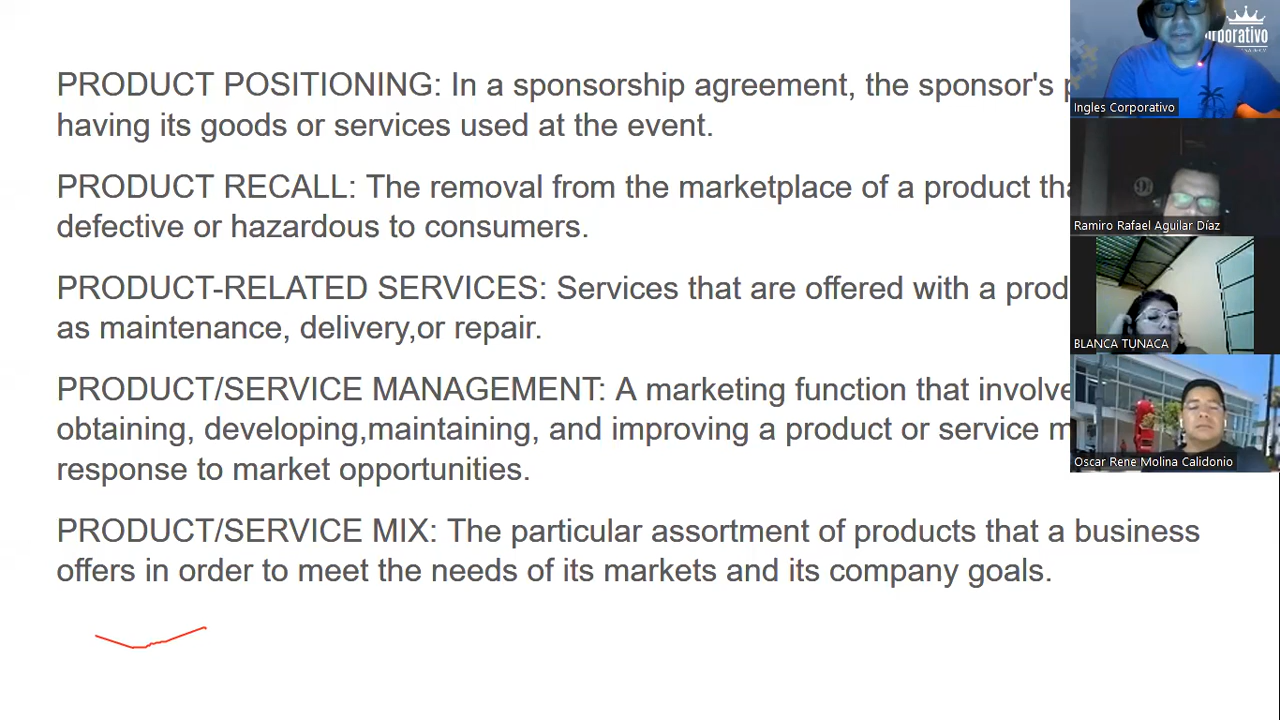 PRODUCT POSITIONING: In a sponsorship agreement, the sponsor's
having its goods or services used at the event.
PRODUCT RECALL: The removal from the marketplace of a product
defective or hazardous to consumers.
PRODUCT-RELATED SERVICES: Services that are offered with a
as maintenance, delivery,or repair.
PRODUCT/SERVICE MANAGEMENT: A marketing function that
obtaining, developing,maintaining, and improving a product or service
response to market opportunities.
PRODUCT/SERVICE MIX: The particular assortment of products that a business
offers in order to meet the needs of its markets and its company goals.
Ingles Corporativo
Ramiro Rafael Aguilar Díaz
BLANCA TUNACA
Oscar Rene Molina Calidonio